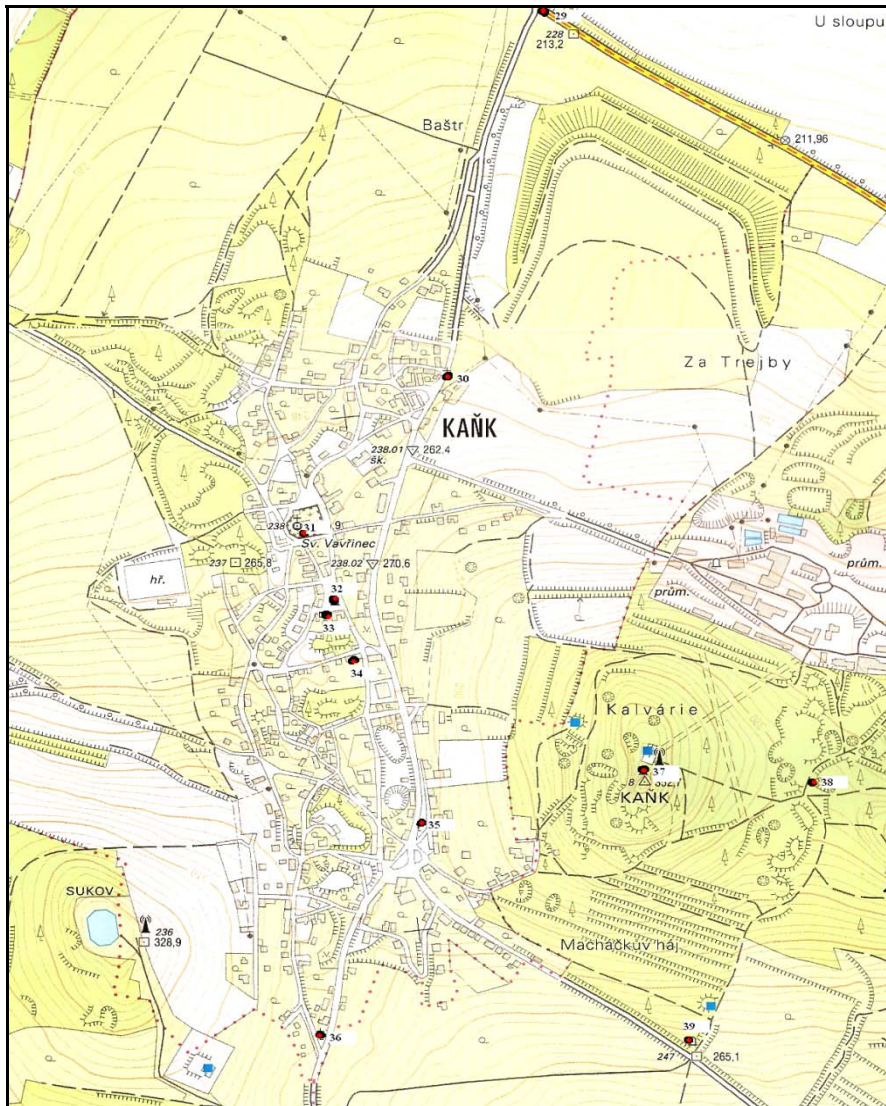 29
U sloupu
228
213,2
Baštr
211,96
Za Trejby
30
KAŇK
238.01
262.4
šk.
238
31
9
Sv. Vavřinec
237
265,8
238.02
270,6
hř.
prům.
prům.
32
33
34
Kalvárie
37
8
KAŇK
38
35
SUKOV
236
328,9
Macháčkův háj
36
39
247
265.1